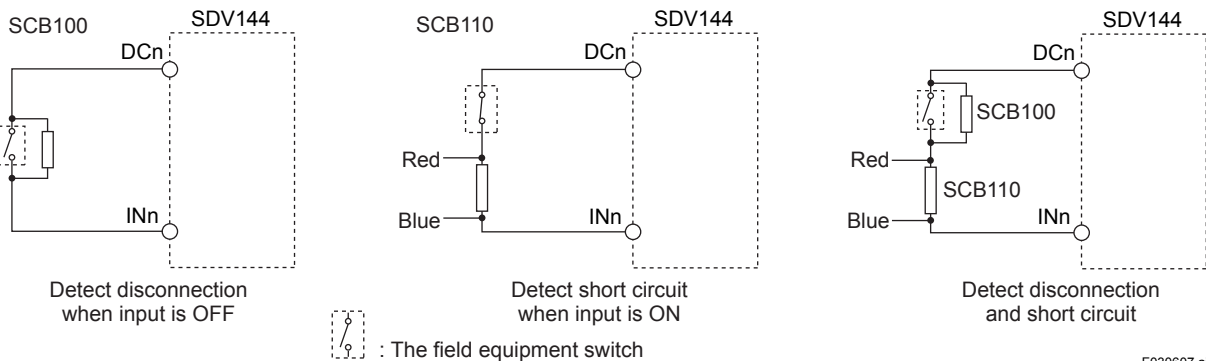 SCB100
SDV144
DCn
INn
Detect disconnection
when input is OFF
SCB110
SDV144
DCn
Red
Blue
INn
Detect short circuit
when input is ON
SDV144
DCn
SCB100
Red
SCB110
Blue
INn
Detect disconnection
and short circuit
: The field equipment switch